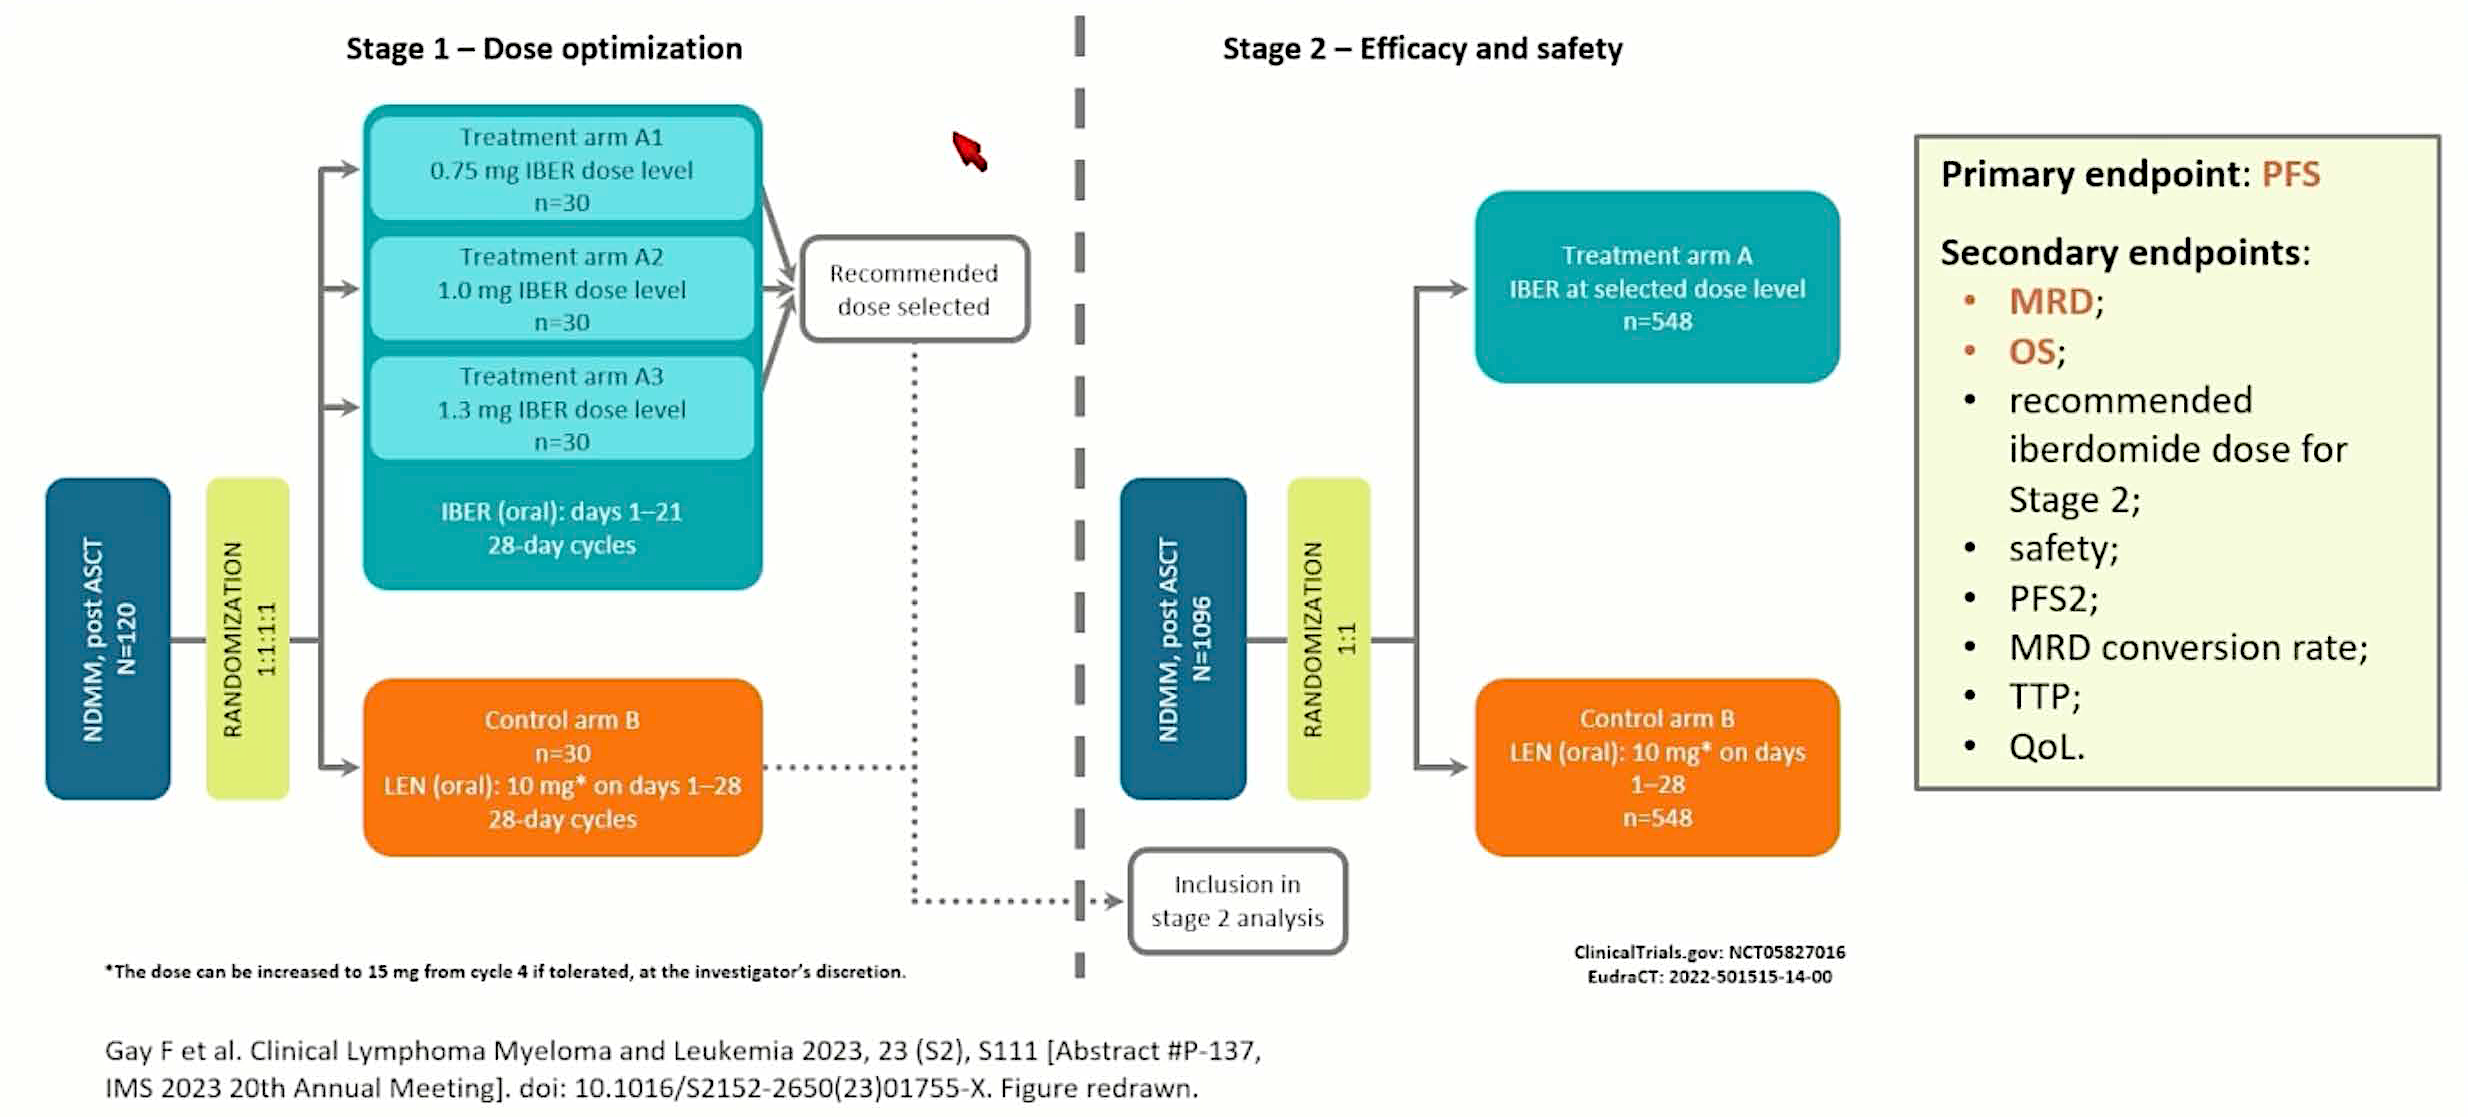 Stage 1 – Dose optimization
Treatment arm A1
0.75 mg IBER dose level
n=30
Treatment arm A2
1.0 mg IBER dose level
n=30
Treatment arm A3
1.3 mg IBER dose level
n=30
IBER (oral): days 1–21
28-day cycles
Recommended
dose selected
NDMM, post ASCT
N=120
RANDOMIZATION
1:1:1:1
Control arm B
n=30
LEN (oral): 10 mg* on days 1–28
28-day cycles
Stage 2 – Efficacy and safety
Treatment arm A
IBER at selected dose level
n=548
NDMM, post ASCT
N=1096
RANDOMIZATION
1:1
Control arm B
LEN (oral): 10 mg* on days
1–28
n=548
Inclusion in
stage 2 analysis
Primary endpoint: PFS
Secondary endpoints:
• MRD;
• OS;
• recommended
iberdomide dose for
Stage 2;
• safety;
• PFS2;
• MRD conversion rate;
• TTP;
• QoL.
ClinicalTrials.gov: NCT05827016
EudraCT: 2022-501515-14-00
*The dose can be increased to 15 mg from cycle 4 if tolerated, at the investigator's discretion.
Gay F et al. Clinical Lymphoma Myeloma and Leukemia 2023, 23 (S2), S111 [Abstract #P-137,
IMS 2023 20th Annual Meeting]. doi: 10.1016/S2152-2650(23)01755-X. Figure redrawn.